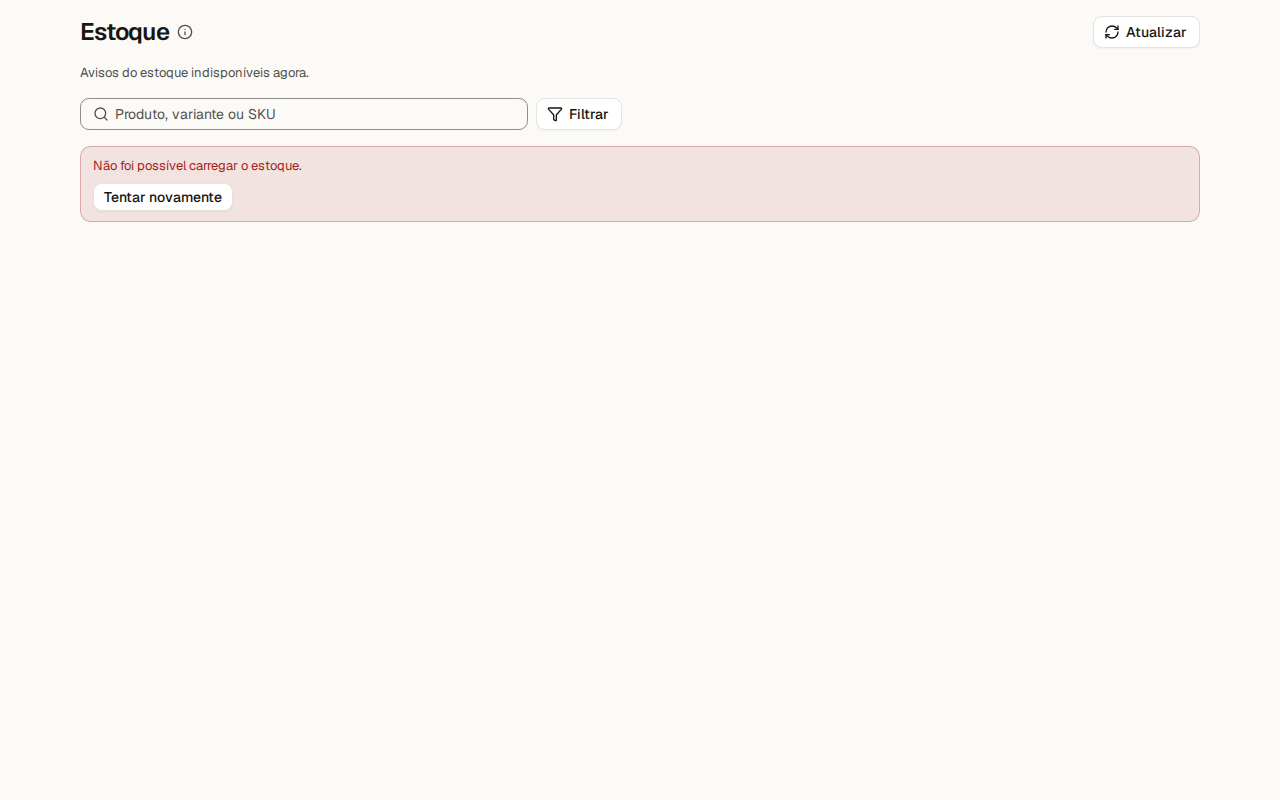 Estoque
Atualizar
Avisos do estoque indisponíveis agora.
Produto, variante ou SKU
Filtrar
Não foi possível carregar o estoque.
Tentar novamente